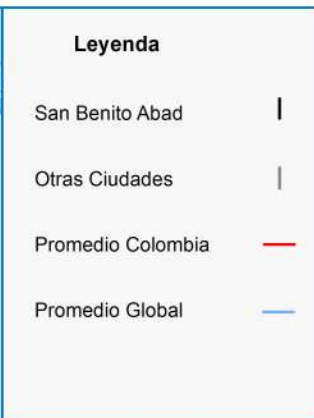 Leyenda
San Benito Abad
Otras Ciudades
Promedio Colombia
Promedio Global